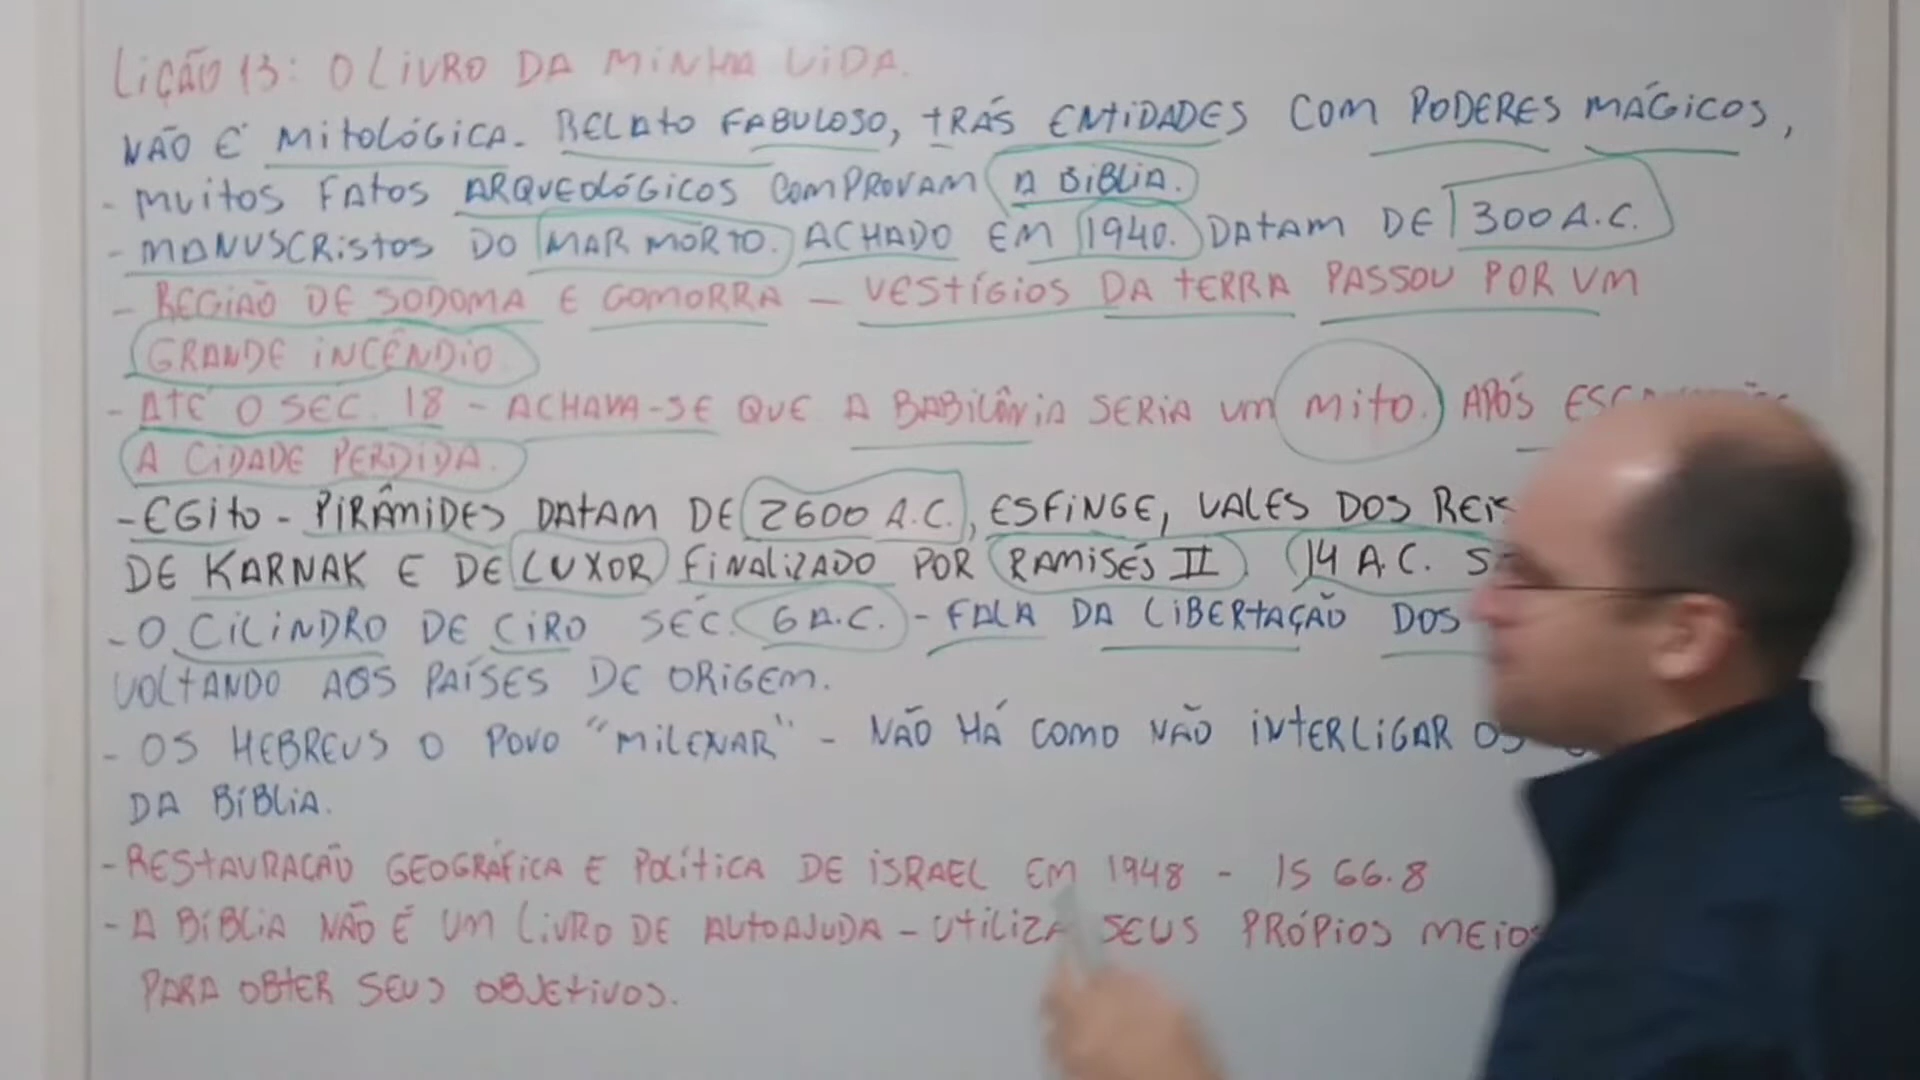 LIÇÃO 13: O LIVRO DA MINHA VIDA.
NÃO É MITOLÓGICA. RELATO FABULOSO, TRÁS ENTIDADES COM PODERES MÁGICOS,
- MUITOS FATOS ARQUEOLÓGICOS COMPROVAM A BÍBLIA.
- MANUSCRISTOS DO MAR MORTO. ACHADO EM 1940. DATAM DE 300 A.C.
- REGIÃO DE SODOMA E GOMORRA - VESTÍGIOS DA TERRA PASSOU POR UM
GRANDE INCÊNDIO.
- ATÉ O SEC. 18 - ACHAVA-SE QUE A BABILÔNIA SERIA UM MITO. APÓS
A CIDADE PERDIDA.
- EGITO - PIRÂMIDES DATAM DE 2600 A.C., ESFINGE, VALES DOS REIS
DE KARNAK E DE LUXOR FINALIZADO POR RAMISÉS II. 14 A.C.
- O CILINDRO DE CIRO SÉC. 6 A.C. - FALA DA LIBERTAÇÃO DOS
VOLTANDO AOS PAÍSES DE ORIGEM.
- OS HEBREUS O POVO "MILENAR" - NÃO HÁ COMO NÃO INTERLIGAR OS
DA BÍBLIA.
- RESTAURAÇÃO GEOGRÁFICA E POLÍTICA DE ISRAEL EM 1948 - IS 66.8
- A BÍBLIA NÃO É UM LIVRO DE AUTOAJUDA - UTILIZA SEUS PRÓPIOS MEIOS
PARA OBTER SEUS OBJETIVOS.